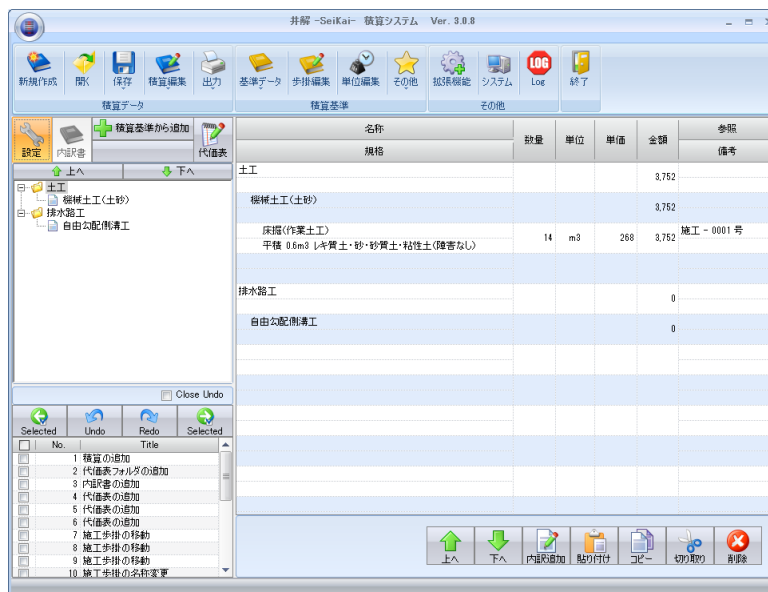 井解 -SeiKai- 積算システム Ver. 3.0.8
新規作成 開く 保存 積算編集 出力 基準データ 歩掛編集 単位編集 その他 拡張機能 システム LOG Log 終了
積算データ 積算基準 その他
設定 内訳書 積算基準から追加 代価表
上へ 下へ
土工
機械土工(土砂)
排水路工
自由勾配側溝工
名称 数量 単位 単価 金額 参照
規格 備考
土工
3,752
機械土工(土砂)
3,752
床掘(作業土工) 施工 - 0001 号
平積 0.6m3 レキ質土・砂・砂質土・粘性土(障害なし) 14 m3 268 3,752
排水路工
0
自由勾配側溝工
0
Close Undo
Selected Undo Redo Selected
No. Title
1 積算の追加
2 代価表フォルダの追加
3 内訳書の追加
4 代価表の追加
5 代価表の追加
6 代価表の追加
7 施工歩掛の移動
8 施工歩掛の移動
9 施工歩掛の移動
10 施工歩掛の名称変更
上へ 下へ 内訳追加 貼り付け コピー 切り取り 削除